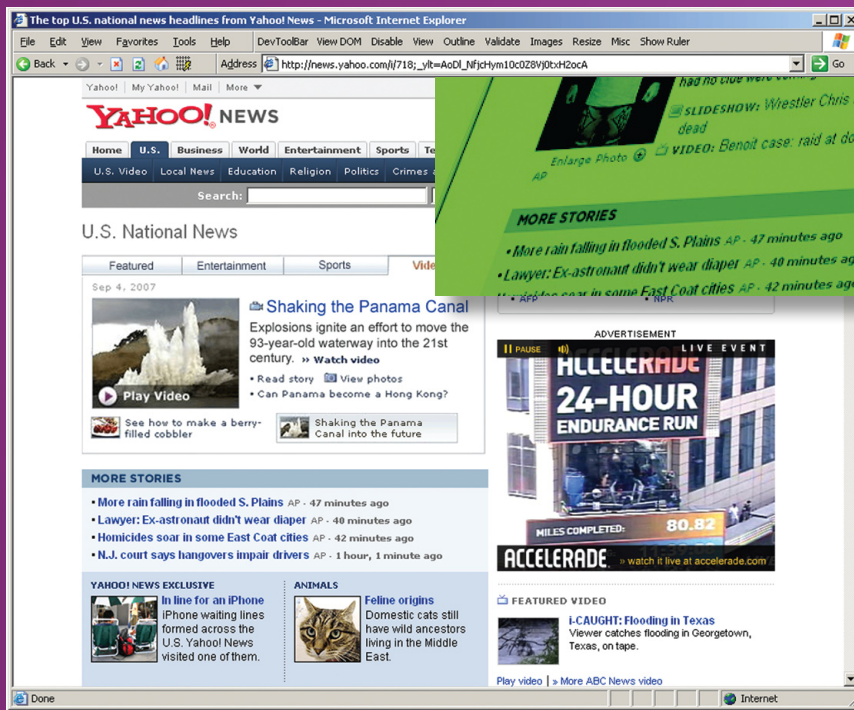 The top U.S. national news headlines from Yahoo! News - Microsoft Internet Explorer
File Edit View Favorites Tools Help DevToolBar View DOM Disable View Outline Validate Images Resize Misc Show Ruler
Back Address http://news.yahoo.com/i/718;_ylt=AoDl_NfjcHym10c0Z8Vj0txH2ocA Go
Yahoo! My Yahoo! Mail More
YAHOO! NEWS
Home U.S. Business World Entertainment Sports
U.S. Video Local News Education Religion Politics Crimes
Search:
had no clue were
SLIDESHOW: Wrestler Chris
dead
VIDEO: Benoit case: raid at
Enlarge Photo
AP
MORE STORIES
• More rain falling in flooded S. Plains AP - 47 minutes ago
• Lawyer: Ex-astronaut didn't wear diaper AP - 40 minutes
soar in some East Coat cities AP - 42 minutes
U.S. National News
Featured Entertainment Sports
Sep 4, 2007
Shaking the Panama Canal
Explosions ignite an effort to move the
93-year-old waterway into the 21st
century. » Watch video
• Read story View photos
• Can Panama become a Hong Kong?
Play Video
See how to make a berry-
filled cobbler
Shaking the Panama
Canal into the future
• AFP • NPR
ADVERTISEMENT
PAUSE LIVE EVENT
ACCELERADE
24-HOUR
ENDURANCE RUN
MILES COMPLETED: 80.82
ACCELERADE » watch it live at accelerade.com
MORE STORIES
• More rain falling in flooded S. Plains AP - 47 minutes ago
• Lawyer: Ex-astronaut didn't wear diaper AP - 40 minutes ago
• Homicides soar in some East Coat cities AP - 42 minutes ago
• N.J. court says hangovers impair drivers AP - 1 hour, 1 minute ago
YAHOO! NEWS EXCLUSIVE
In line for an iPhone
iPhone waiting lines
formed across the
U.S. Yahoo! News
visited one of them.
ANIMALS
Feline origins
Domestic cats still
have wild ancestors
living in the Middle
East.
FEATURED VIDEO
i-CAUGHT: Flooding in Texas
Viewer catches flooding in Georgetown,
Texas, on tape.
Play video | » More ABC News video
Done Internet